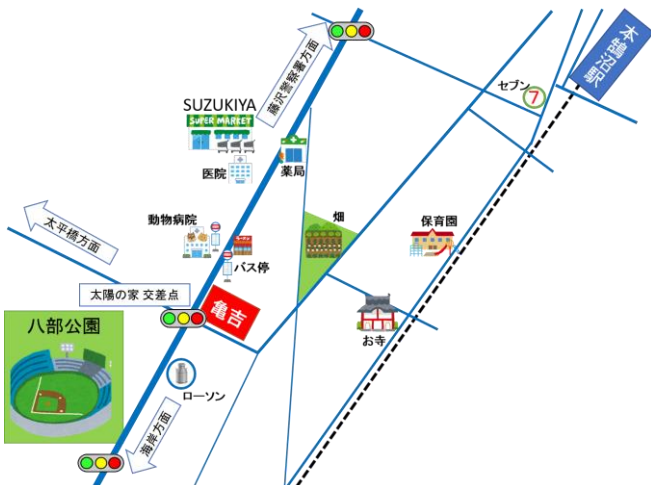 本鵠沼駅
セブン
7
藤沢警察署方面
SUZUKIYA
SUPER MARKET
医院
薬局
動物病院
バス停
畑
保育園
太平橋方面
太陽の家 交差点
亀吉
お寺
八部公園
ローソン
海岸方面